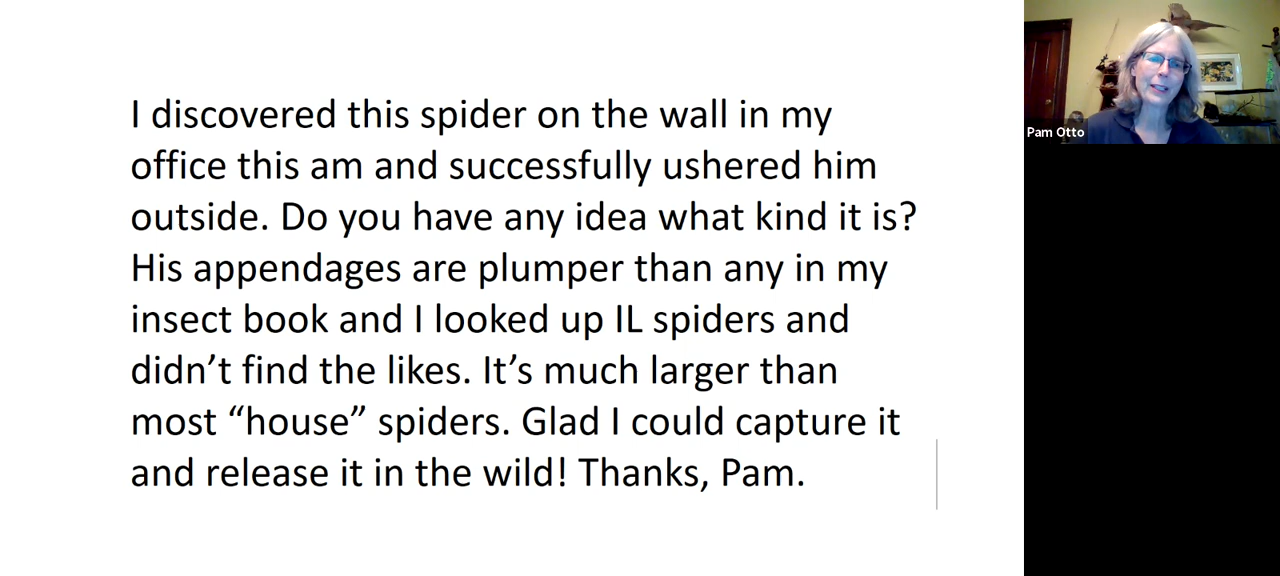 I discovered this spider on the wall in my
office this am and successfully ushered him
outside. Do you have any idea what kind it is?
His appendages are plumper than any in my
insect book and I looked up IL spiders and
didn’t find the likes. It’s much larger than
most “house” spiders. Glad I could capture it
and release it in the wild! Thanks, Pam.
Pam Otto